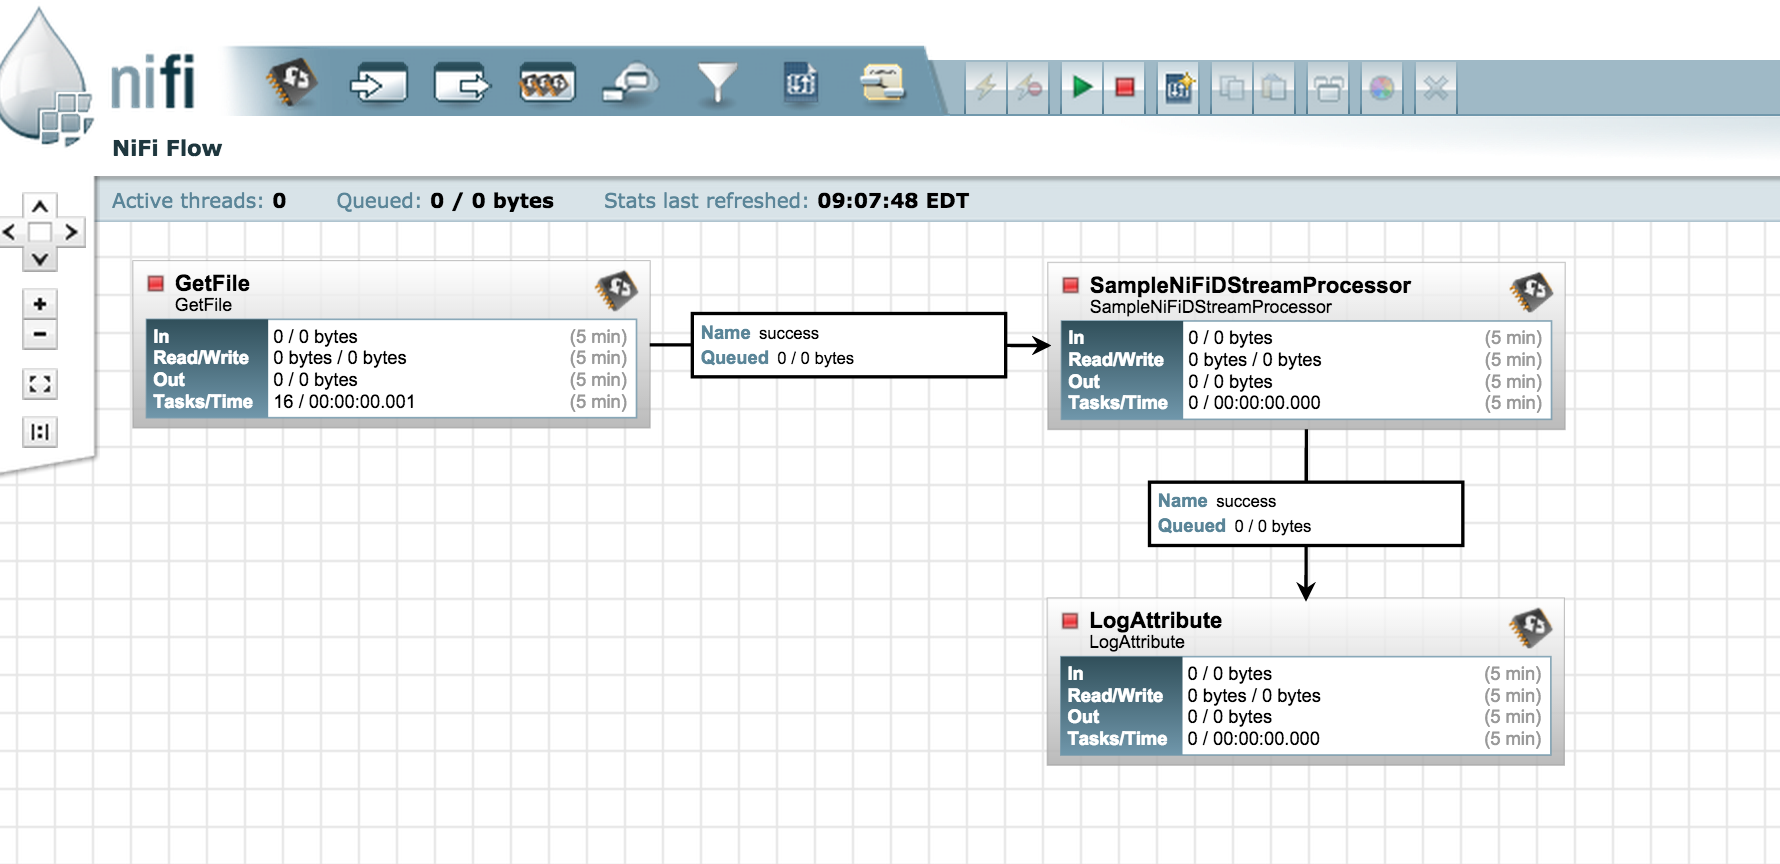 nifi
NiFi Flow
Active threads: 0 Queued: 0 / 0 bytes Stats last refreshed: 09:07:48 EDT
GetFile
GetFile
In 0 / 0 bytes (5 min)
Read/Write 0 bytes / 0 bytes (5 min)
Out 0 / 0 bytes (5 min)
Tasks/Time 16 / 00:00:00.001 (5 min)
Name success
Queued 0 / 0 bytes
SampleNiFiDStreamProcessor
SampleNiFiDStreamProcessor
In 0 / 0 bytes (5 min)
Read/Write 0 bytes / 0 bytes (5 min)
Out 0 / 0 bytes (5 min)
Tasks/Time 0 / 00:00:00.000 (5 min)
Name success
Queued 0 / 0 bytes
LogAttribute
LogAttribute
In 0 / 0 bytes (5 min)
Read/Write 0 bytes / 0 bytes (5 min)
Out 0 / 0 bytes (5 min)
Tasks/Time 0 / 00:00:00.000 (5 min)